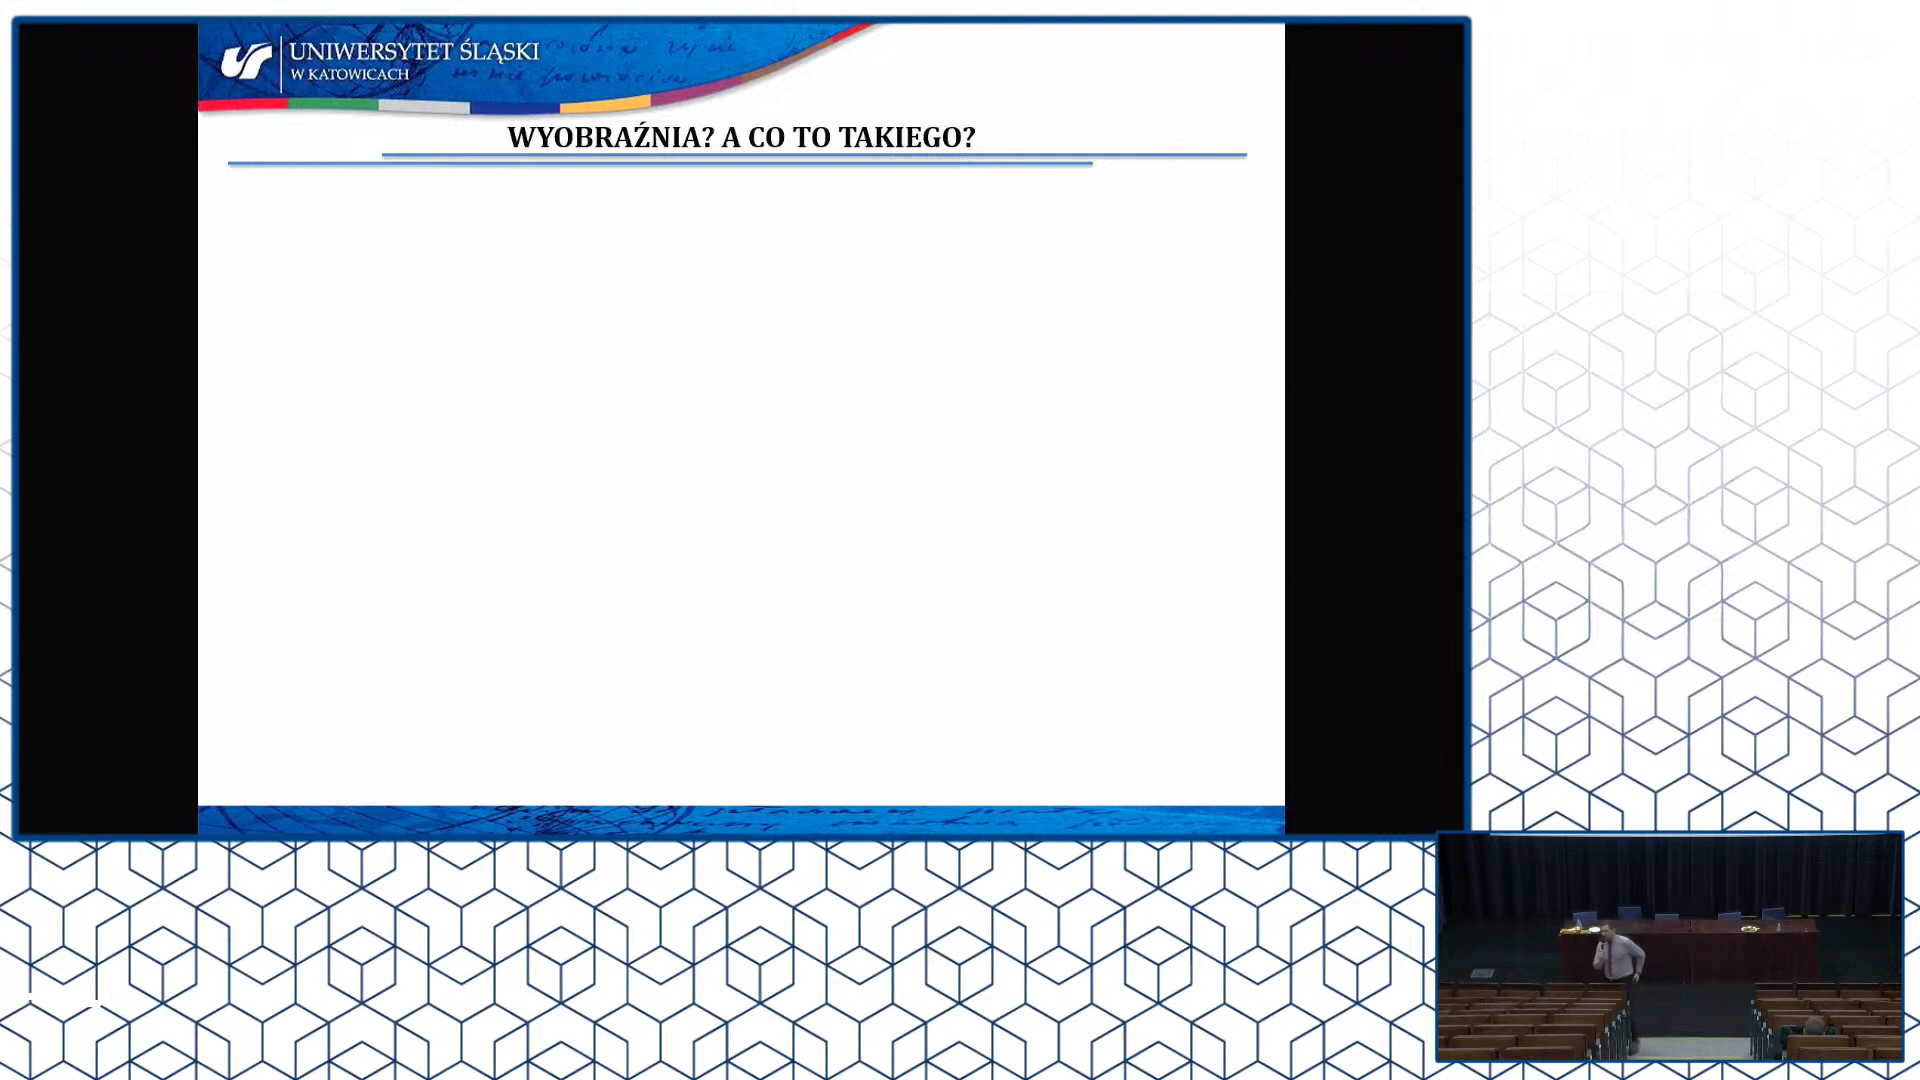 UNIWERSYTET ŚLĄSKI
W KATOWICACH
WYOBRAŹNIA? A CO TO TAKIEGO?